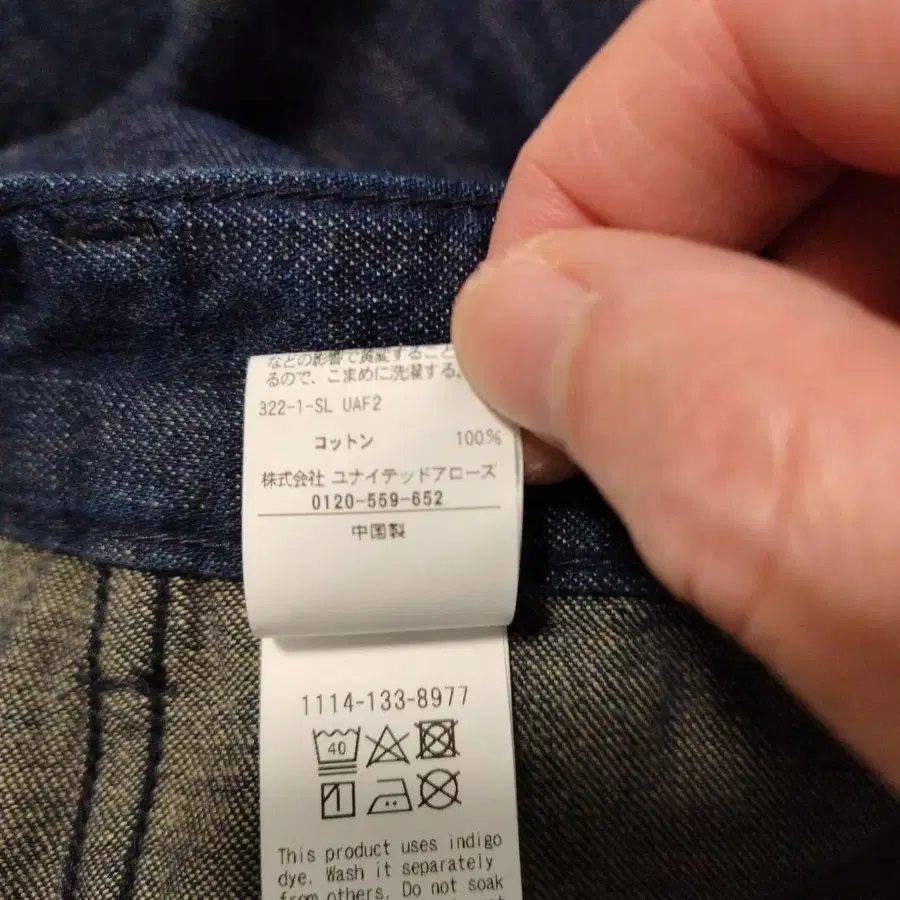 などの影響で黄変すること
るので、こまめに洗濯する
322-1-SL UAF2
コットン 100%
株式会社 ユナイテッドアローズ
0120-559-652
中国製
1114-133-8977
40
This product uses indigo
dye. Wash it separately
from others. Do not soak